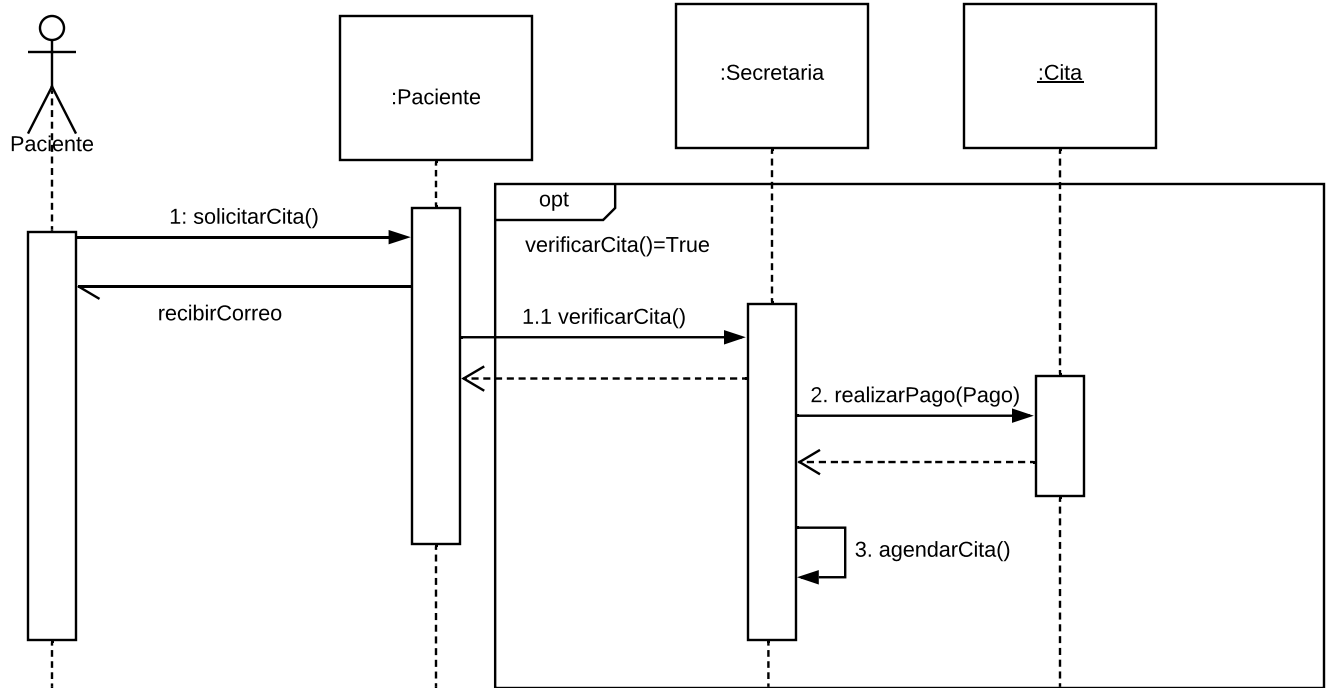 Paciente
:Paciente
:Secretaria
:Cita
opt
verificarCita()=True
1: solicitarCita()
recibirCorreo
1.1 verificarCita()
2. realizarPago(Pago)
3. agendarCita()